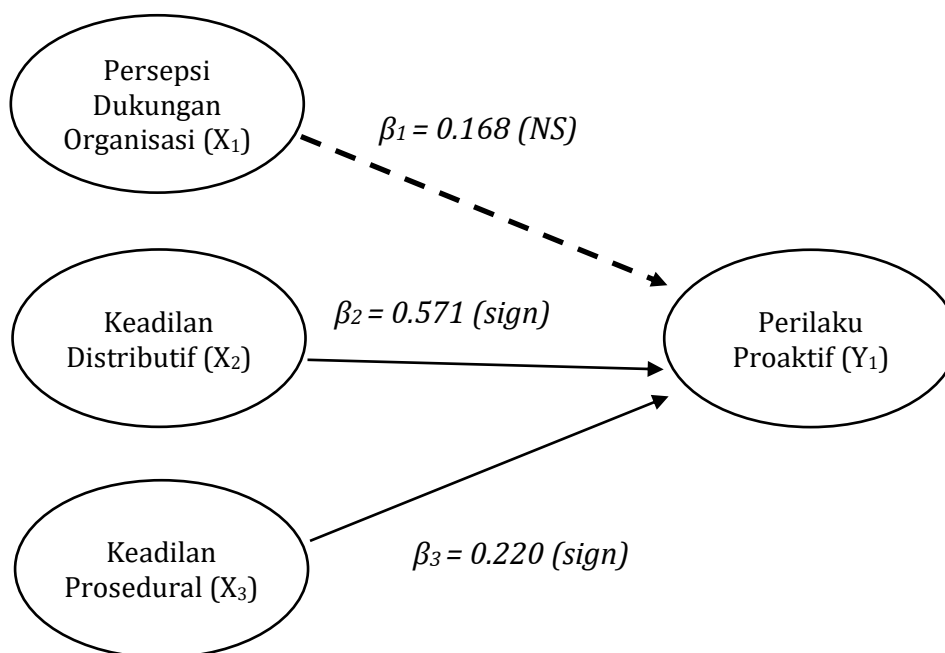 Persepsi
Dukungan
Organisasi (X₁)
β₁ = 0.168 (NS)
Keadilan
Distributif (X₂)
β₂ = 0.571 (sign)
Perilaku
Proaktif (Y₁)
Keadilan
Prosedural (X₃)
β₃ = 0.220 (sign)